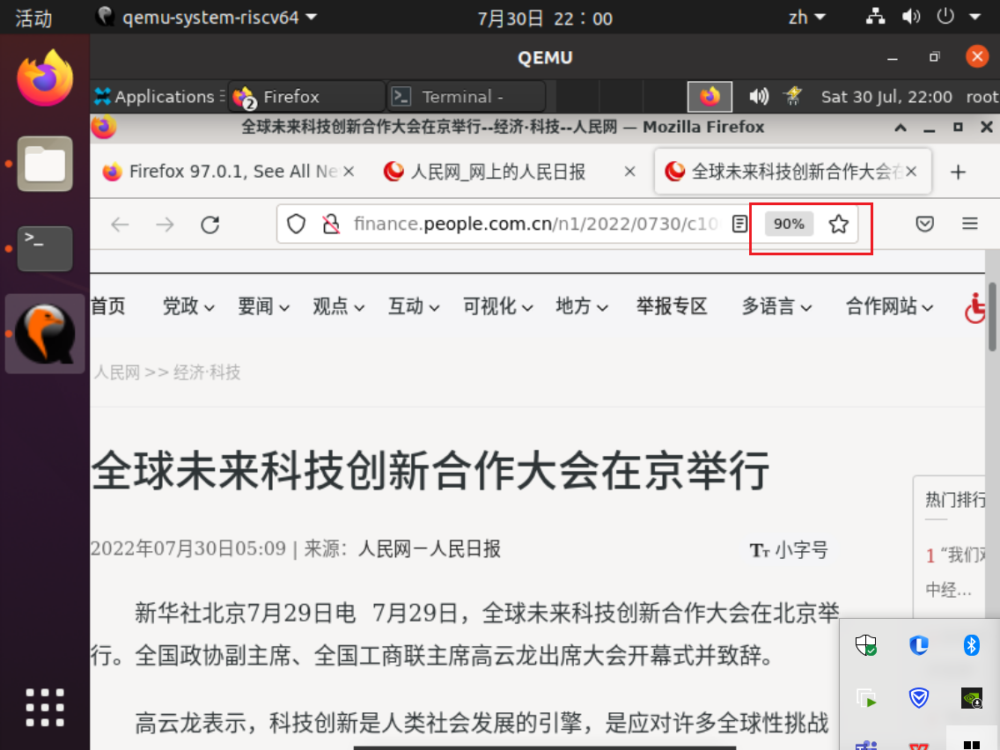 活动 qemu-system-riscv64 7月30日 22：00 zh
QEMU
Applications Firefox Terminal - Sat 30 Jul, 22:00 root
全球未来科技创新合作大会在京举行--经济·科技--人民网 — Mozilla Firefox
Firefox 97.0.1, See All Ne 人民网_网上的人民日报 全球未来科技创新合作大会在
finance.people.com.cn/n1/2022/0730/c10 90%
首页 党政 要闻 观点 互动 可视化 地方 举报专区 多语言 合作网站
人民网 >> 经济·科技
全球未来科技创新合作大会在京举行
2022年07月30日05:09 | 来源：人民网－人民日报 小字号
热门排行
1 “我们
中经…
新华社北京7月29日电 7月29日，全球未来科技创新合作大会在北京举
行。全国政协副主席、全国工商联主席高云龙出席大会开幕式并致辞。
高云龙表示，科技创新是人类社会发展的引擎，是应对许多全球性挑战